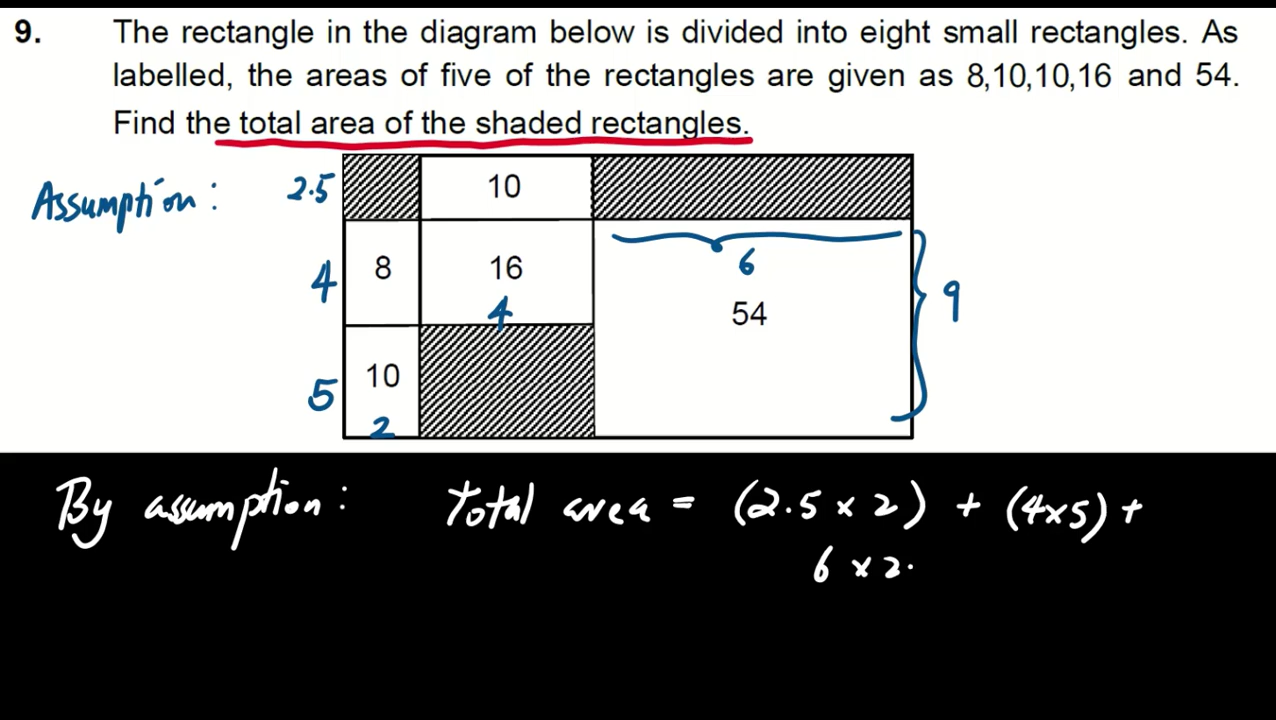 9. The rectangle in the diagram below is divided into eight small rectangles. As
labelled, the areas of five of the rectangles are given as 8,10,10,16 and 54.
Find the total area of the shaded rectangles.
Assumption: 2.5 10
4 8 16 6
4 54 9
5 10
2
By assumption: Total area = (2.5 × 2) + (4×5) +
6 × 2.